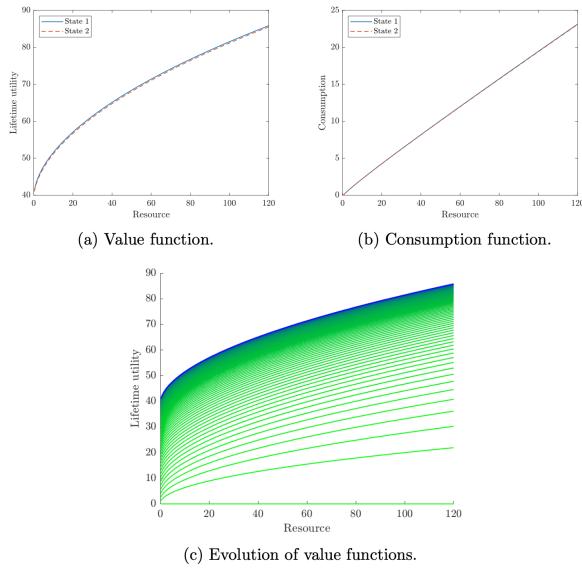 90
80
70
60
50
40
Lifetime utility
State 1
State 2
0 20 40 60 80 100 120
Resource
(a) Value function.
25
20
15
10
5
0
Consumption
State 1
State 2
0 20 40 60 80 100 120
Resource
(b) Consumption function.
90
80
70
60
50
40
30
20
10
0
Lifetime utility
0 20 40 60 80 100 120
Resource
(c) Evolution of value functions.